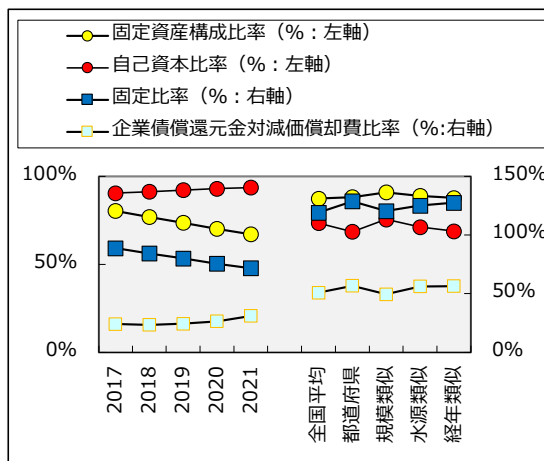 固定資産構成比率（%：左軸）
自己資本比率（%：左軸）
固定比率（%：右軸）
企業債償還元金対減価償却費比率（%:右軸）
100%
50%
0%
150%
100%
50%
0%
2017
2018
2019
2020
2021
全国平均
都道府県
規模類似
水源類似
経年類似